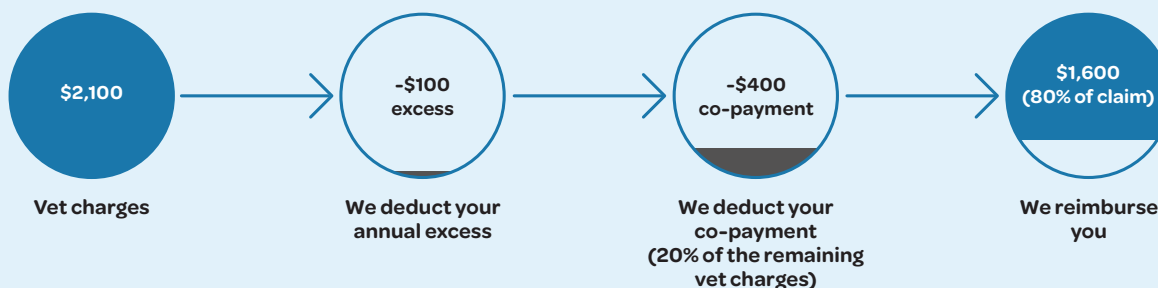 $2,100
-$100
excess
-$400
co-payment
$1,600
(80% of claim)
Vet charges
We deduct your
annual excess
We deduct your
co-payment
(20% of the remaining
vet charges)
We reimburse
you